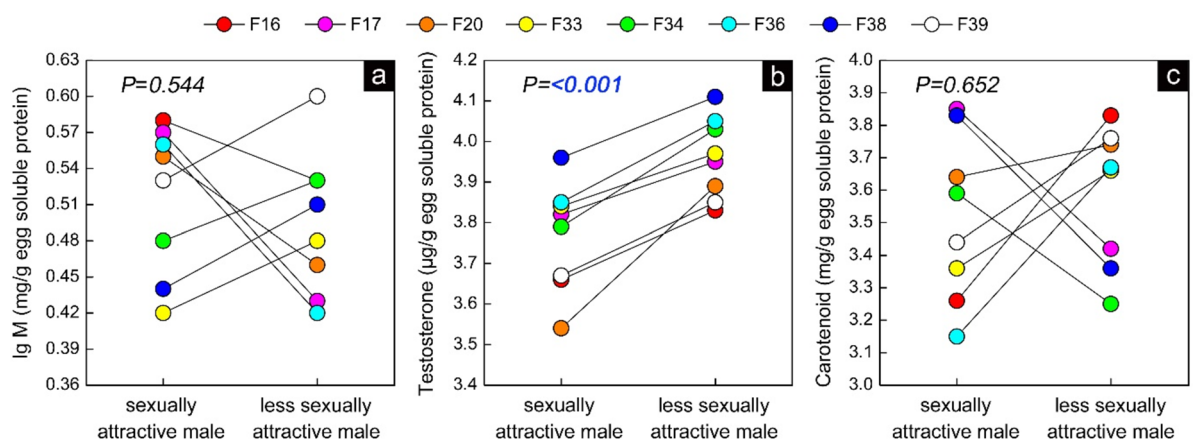 F16 F17 F20 F33 F34 F36 F38 F39
a
P=0.544
Ig M (mg/g egg soluble protein)
0.63
0.60
0.57
0.54
0.51
0.48
0.45
0.42
0.39
0.36
sexually attractive male
less sexually attractive male
b
P=<0.001
Testosterone (µg/g egg soluble protein)
4.2
4.1
4.0
3.9
3.8
3.7
3.6
3.5
3.4
sexually attractive male
less sexually attractive male
c
P=0.652
Carotenoid (mg/g egg soluble protein)
4.0
3.9
3.8
3.7
3.6
3.5
3.4
3.3
3.2
3.1
3.0
sexually attractive male
less sexually attractive male